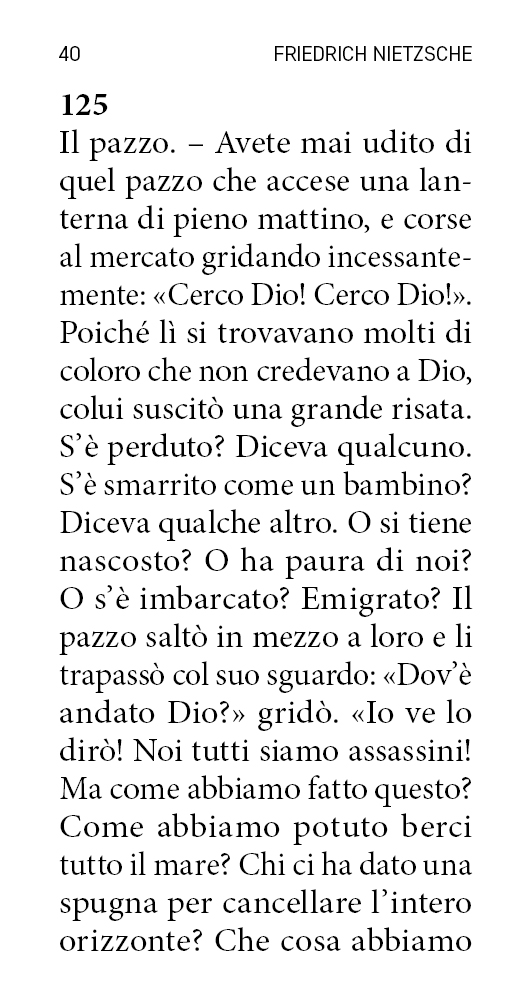 40 FRIEDRICH NIETZSCHE
125
Il pazzo. – Avete mai udito di
quel pazzo che accese una lan-
terna di pieno mattino, e corse
al mercato gridando incessante-
mente: «Cerco Dio! Cerco Dio!».
Poiché lì si trovavano molti di
coloro che non credevano a Dio,
colui suscitò una grande risata.
S’è perduto? Diceva qualcuno.
S’è smarrito come un bambino?
Diceva qualche altro. O si tiene
nascosto? O ha paura di noi?
O s’è imbarcato? Emigrato? Il
pazzo saltò in mezzo a loro e li
trapassò col suo sguardo: «Dov’è
andato Dio?» gridò. «Io ve lo
dirò! Noi tutti siamo assassini!
Ma come abbiamo fatto questo?
Come abbiamo potuto berci
tutto il mare? Chi ci ha dato una
spugna per cancellare l’intero
orizzonte? Che cosa abbiamo